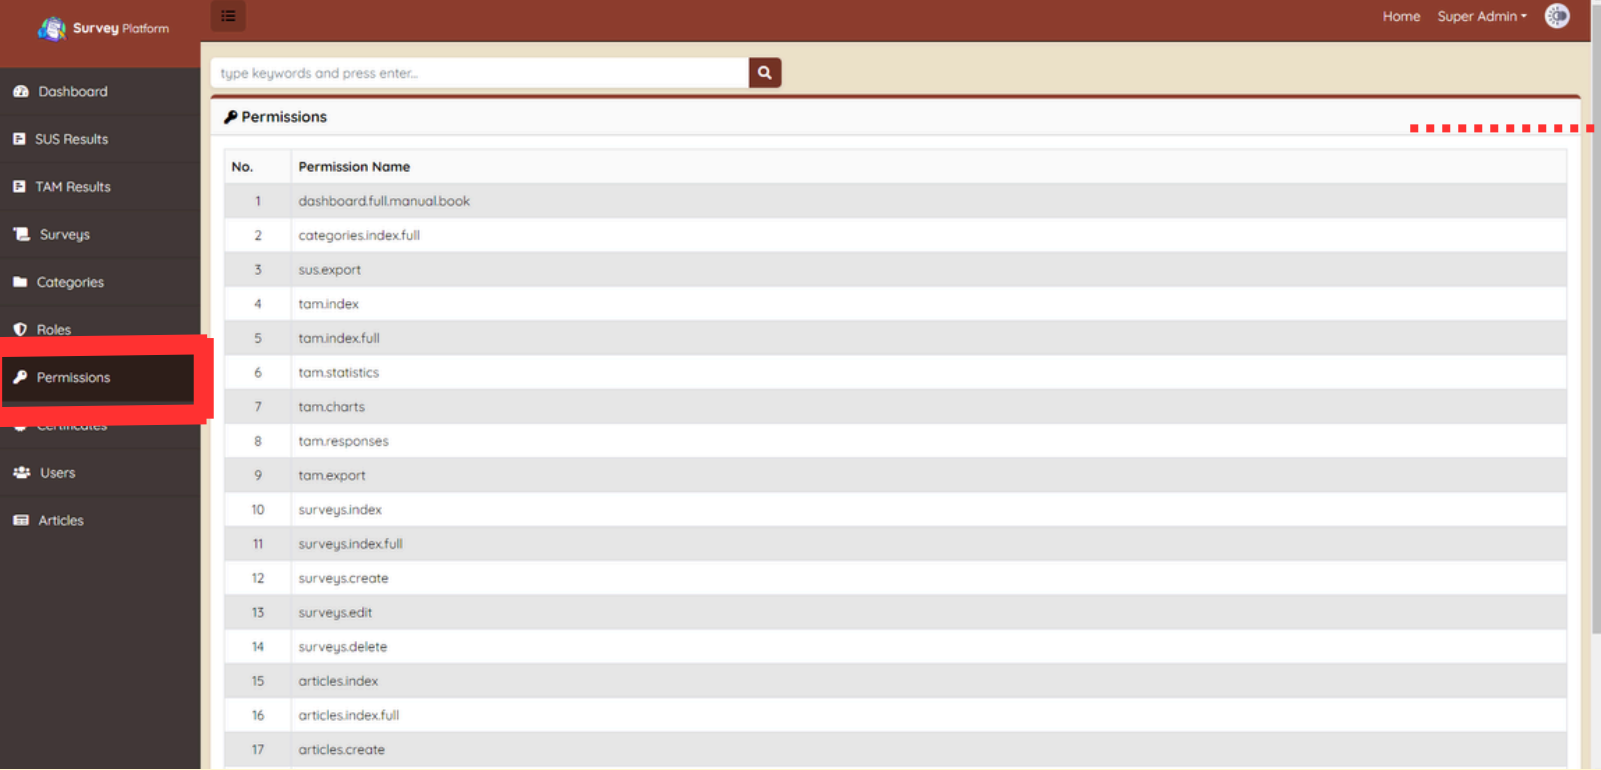 Survey Platform
Home Super Admin
type keywords and press enter...
Dashboard
SUS Results
TAM Results
Surveys
Categories
Roles
Permissions
Certificates
Users
Articles
Permissions
No. Permission Name
1 dashboard.full.manual.book
2 categories.index.full
3 sus.export
4 tam.index
5 tam.index.full
6 tam.statistics
7 tam.charts
8 tam.responses
9 tam.export
10 surveys.index
11 surveys.index.full
12 surveys.create
13 surveys.edit
14 surveys.delete
15 articles.index
16 articles.index.full
17 articles.create